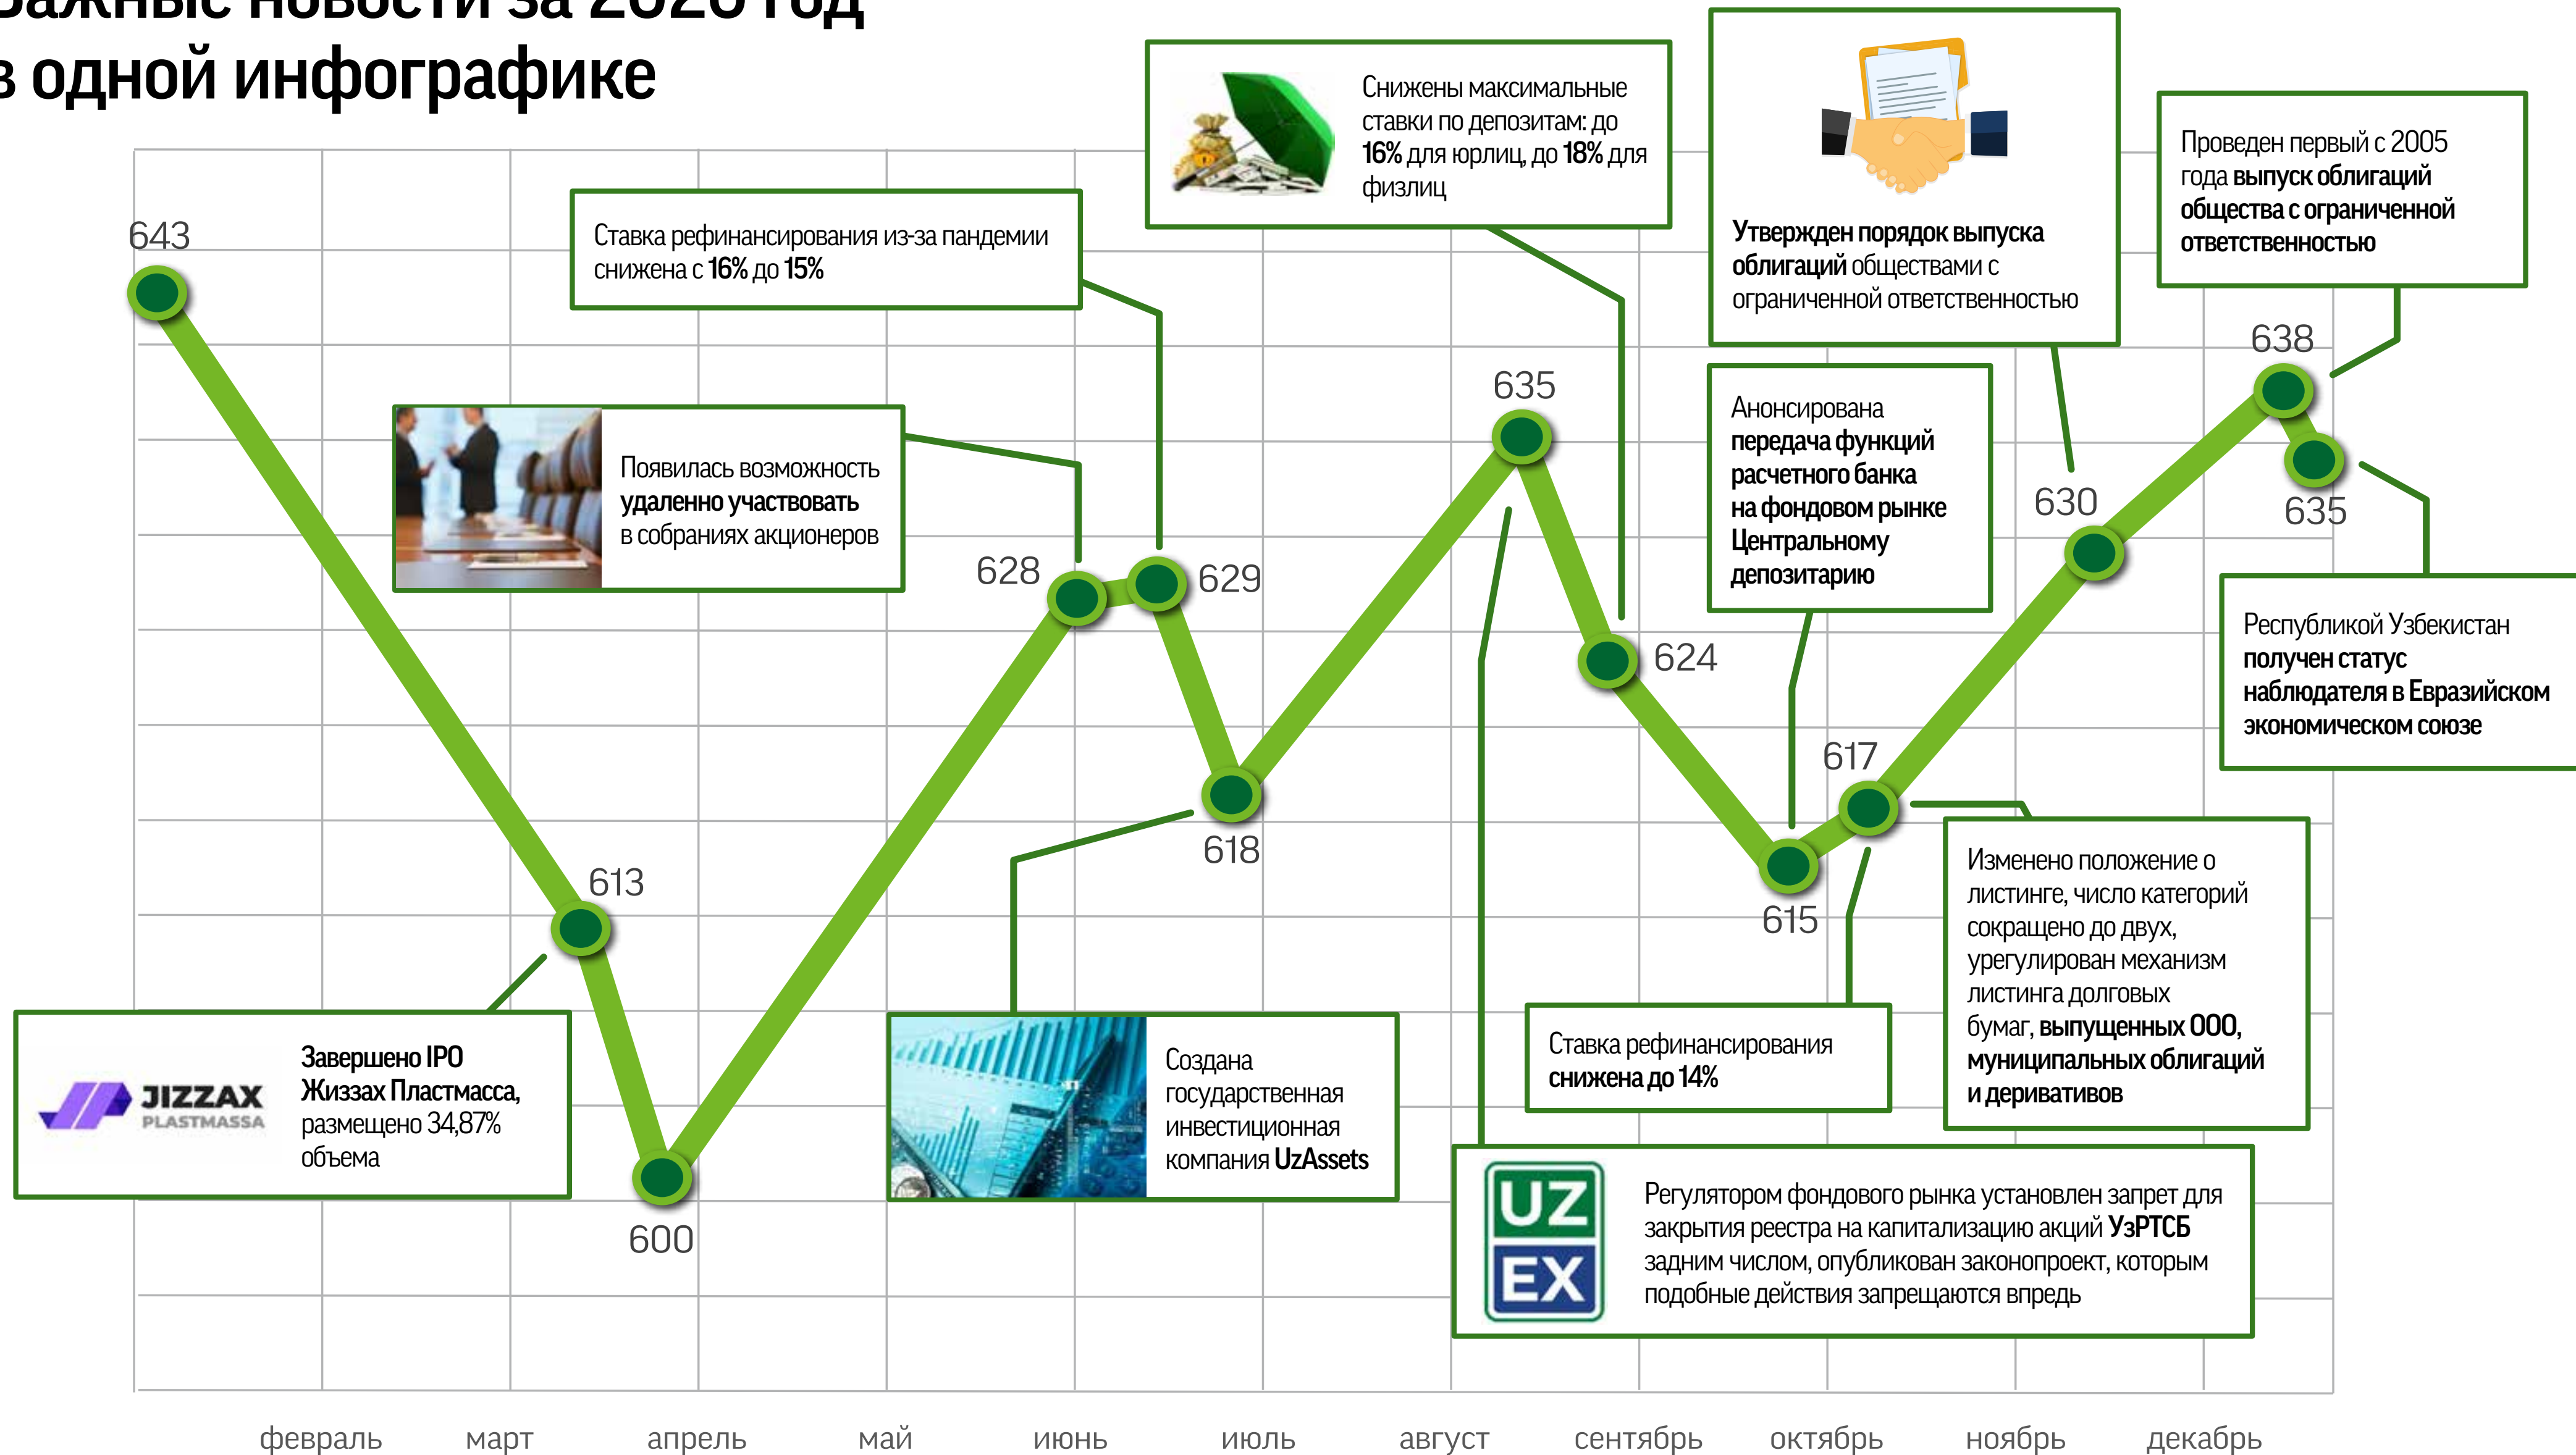 Важные новости за 2020 год
в одной инфографике
Снижены максимальные
ставки по депозитам: до
16% для юрлиц, до 18% для
физлиц
Утвержден порядок выпуска
облигаций обществами с
ограниченной ответственностью
Проведен первый с 2005
года выпуск облигаций
общества с ограниченной
ответственностью
643
Ставка рефинансирования из-за пандемии
снижена с 16% до 15%
638
635
Анонсирована
передача функций
расчетного банка
на фондовом рынке
Центральному
депозитарию
Появилась возможность
удаленно участвовать
в собраниях акционеров
630
635
628
629
Республикой Узбекистан
получен статус
наблюдателя в Евразийском
экономическом союзе
624
617
618
613
615
Изменено положение о
листинге, число категорий
сокращено до двух,
урегулирован механизм
листинга долговых
бумаг, выпущенных ООО,
муниципальных облигаций
и деривативов
JIZZAX
PLASTMASSA
Завершено IPO
Жиззах Пластмасса,
размещено 34,87%
объема
Создана
государственная
инвестиционная
компания UzAssets
Ставка рефинансирования
снижена до 14%
600
UZ
EX
Регулятором фондового рынка установлен запрет для
закрытия реестра на капитализацию акций УзРТСБ
задним числом, опубликован законопроект, которым
подобные действия запрещаются впредь
февраль март апрель май июнь июль август сентябрь октябрь ноябрь декабрь